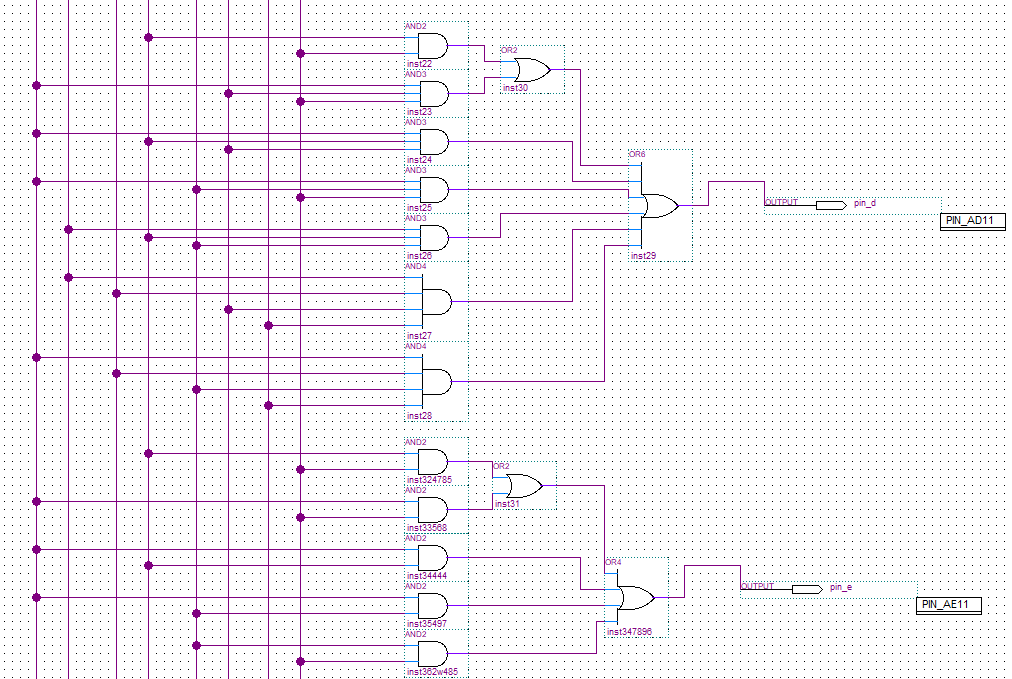 AND2
inst22
OR2
inst30
AND3
inst23
AND3
inst24
AND3
inst25
AND3
inst26
AND4
inst27
AND4
inst28
OR6
inst29
OUTPUT
pin_d
PIN_AD11
AND2
inst324785
OR2
inst31
AND2
inst33568
AND2
inst34444
AND2
inst35497
AND2
inst362w485
OR4
inst347896
OUTPUT
pin_e
PIN_AE11